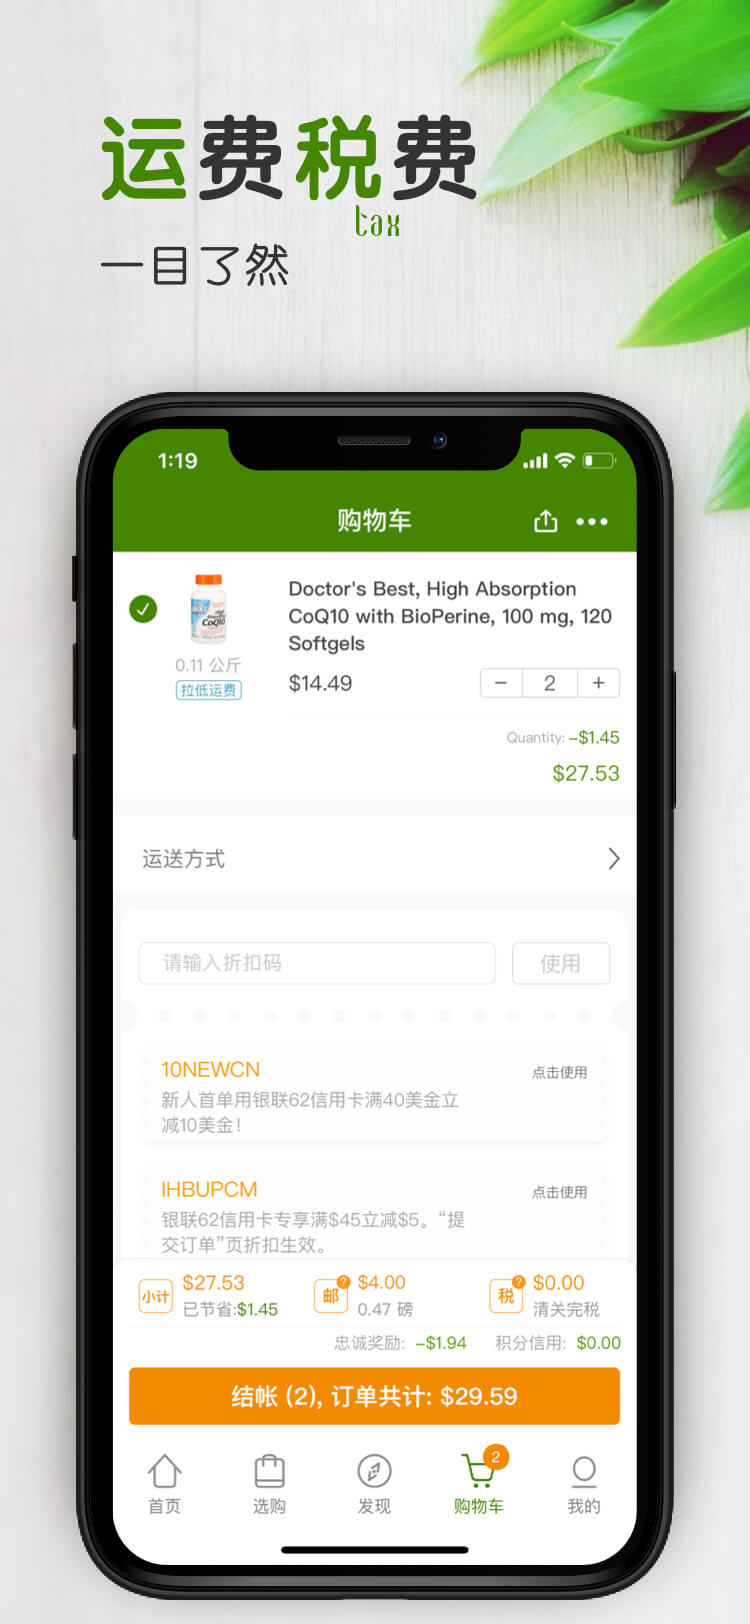 运费税费
tax
一目了然
1:19
购物车
Doctor's Best, High Absorption
CoQ10 with BioPerine, 100 mg, 120
Softgels
BEST
High
Absorption
CoQ10
0.11 公斤
拉低运费
$14.49
− 2 +
Quantity: −$1.45
$27.53
运送方式
请输入折扣码
使用
10NEWCN
点击使用
新人首单用银联62信用卡满40美金立
减10美金!
IHBUPCM
点击使用
银联62信用卡专享满$45立减$5。“提
交订单”页折扣生效。
小计 $27.53
已节省:$1.45
邮 ? $4.00
0.47 磅
税 ? $0.00
清关完税
忠诚奖励: −$1.94
积分信用: $0.00
结帐 (2), 订单共计: $29.59
2
首页
选购
发现
购物车
我的